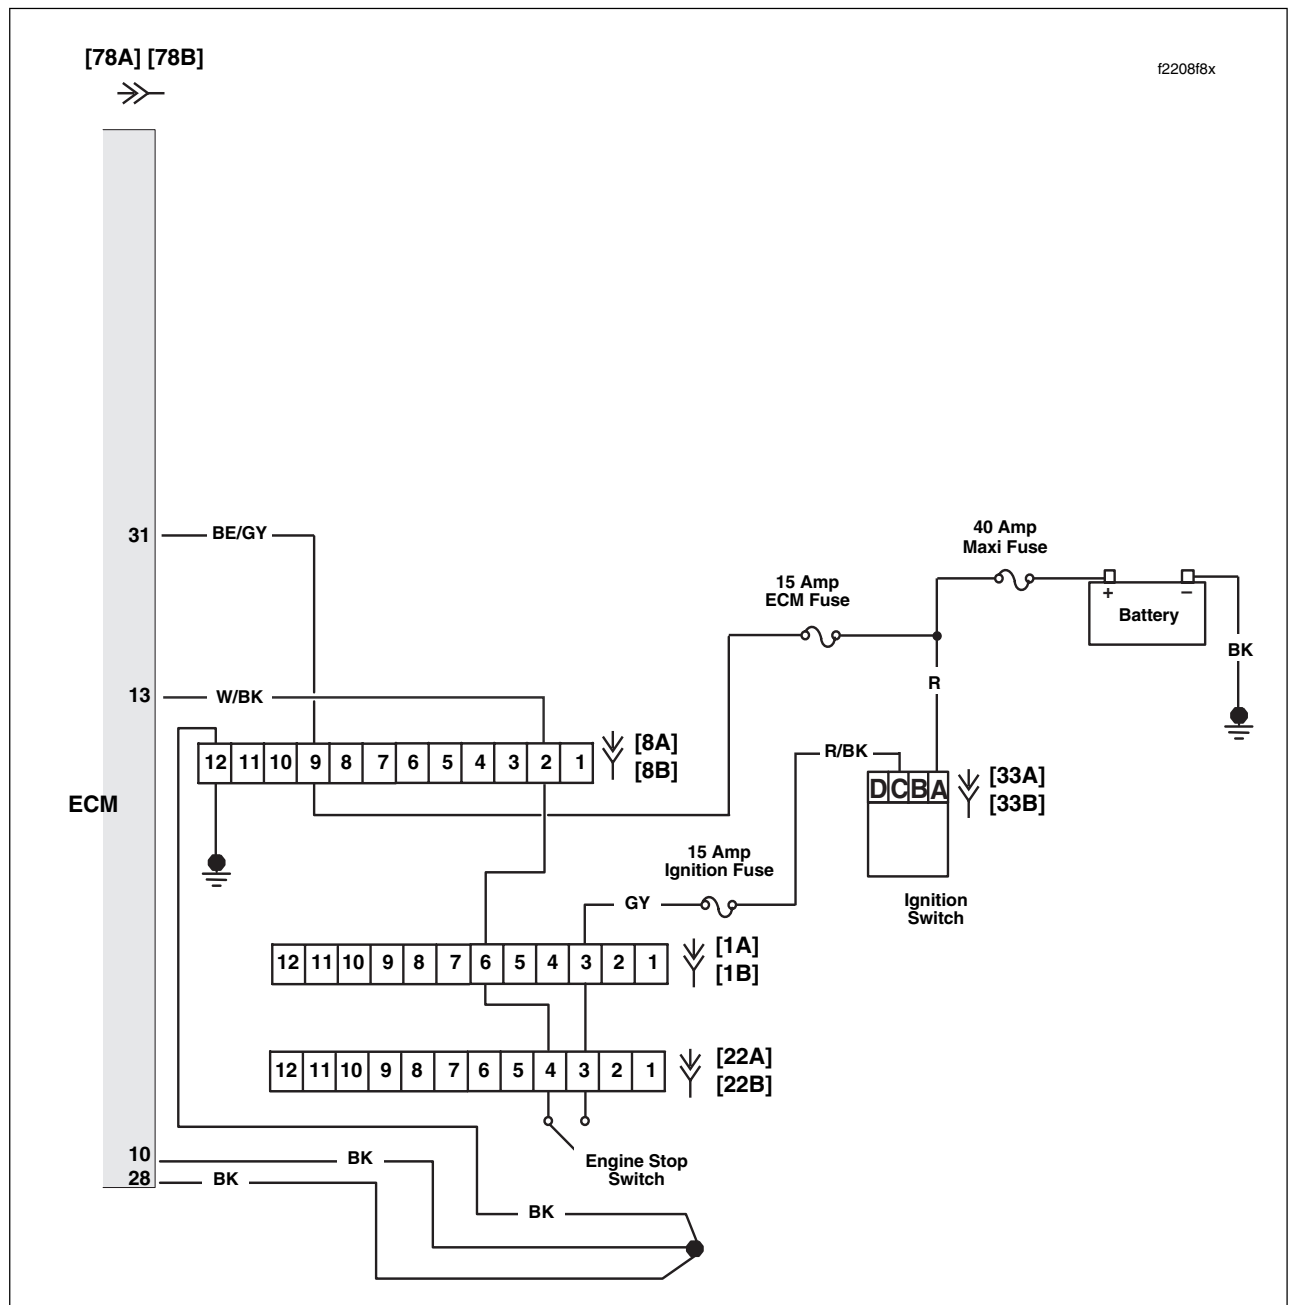 [78A] [78B]
f2208f8x
31
BE/GY
40 Amp
Maxi Fuse
15 Amp
ECM Fuse
+
−
Battery
BK
R
13
W/BK
12 11 10 9 8 7 6 5 4 3 2 1
[8A]
[8B]
R/BK
D C B A
[33A]
[33B]
ECM
15 Amp
Ignition Fuse
GY
Ignition
Switch
12 11 10 9 8 7 6 5 4 3 2 1
[1A]
[1B]
12 11 10 9 8 7 6 5 4 3 2 1
[22A]
[22B]
10
BK
28
BK
Engine Stop
Switch
BK